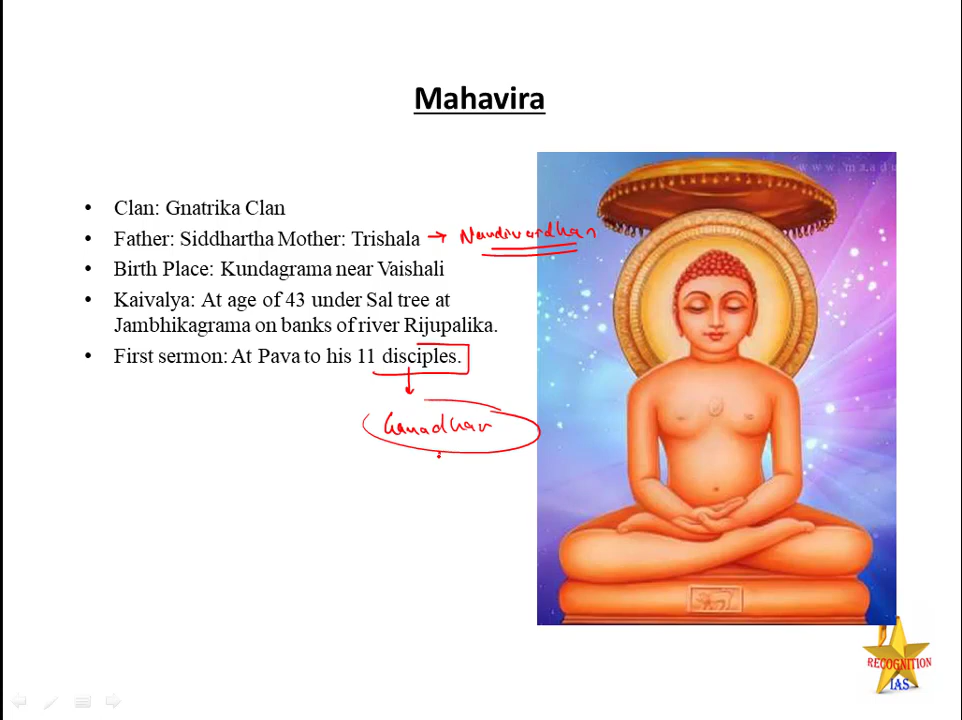 Mahavira
www.maadu
• Clan: Gnatrika Clan
• Father: Siddhartha Mother: Trishala → Nandivardhan
• Birth Place: Kundagrama near Vaishali
• Kaivalya: At age of 43 under Sal tree at
Jambhikagrama on banks of river Rijupalika.
• First sermon: At Pava to his 11 disciples.
Ganadhar
RECOGNITION
IAS